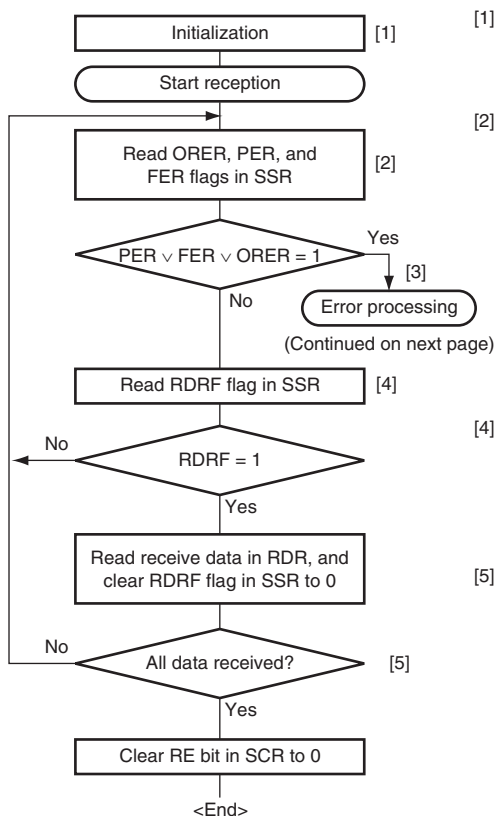 [1]
Initialization [1]
Start reception
[2]
Read ORER, PER, and
FER flags in SSR
[2]
Yes
PER ∨ FER ∨ ORER = 1
[3]
No
Error processing
(Continued on next page)
Read RDRF flag in SSR [4]
[4]
No
RDRF = 1
Yes
Read receive data in RDR, and
clear RDRF flag in SSR to 0
[5]
No
All data received? [5]
Yes
Clear RE bit in SCR to 0
<End>